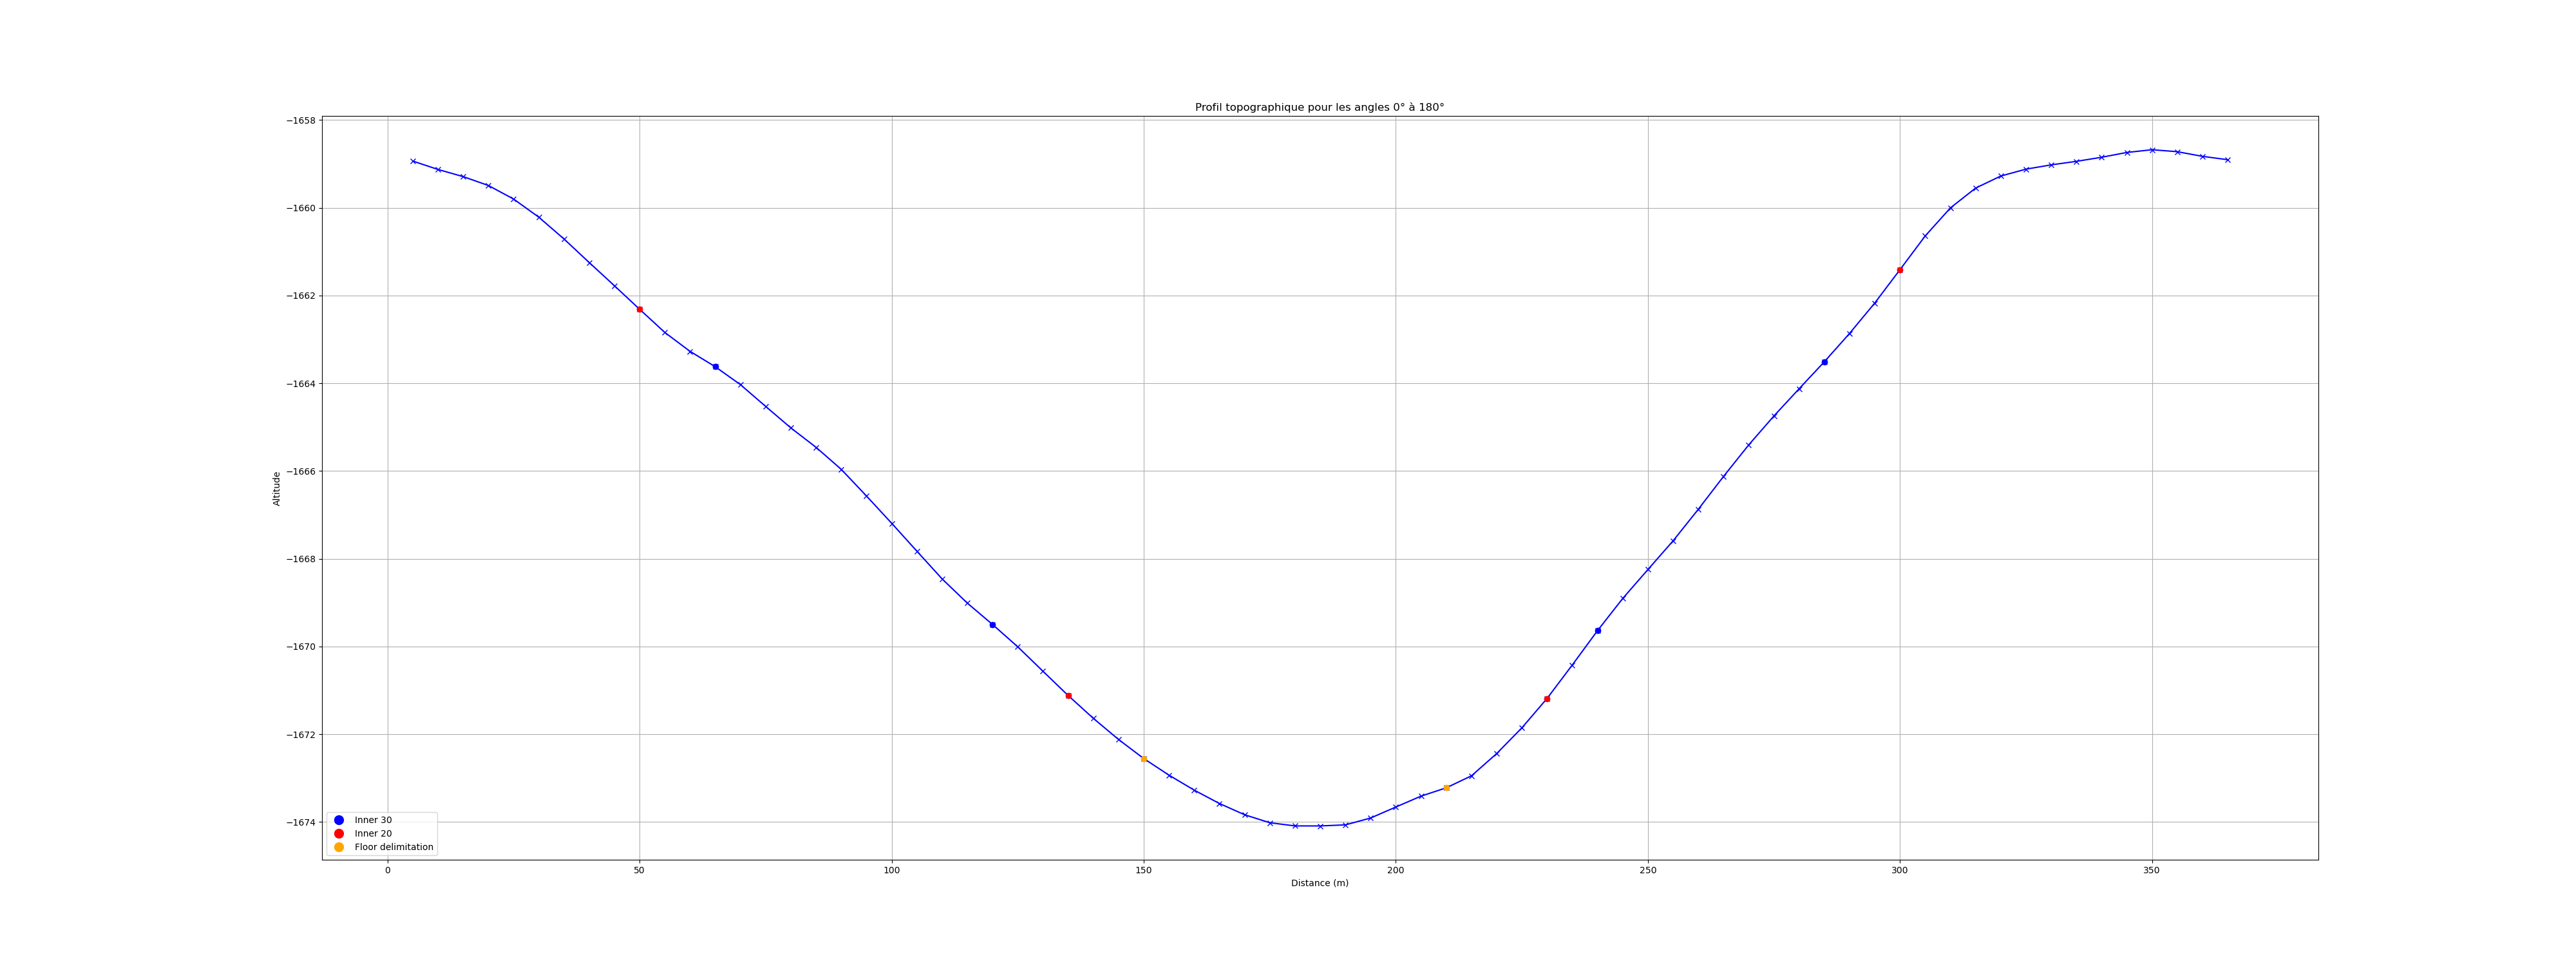 Profil topographique pour les angles 0° à 180°
−1658
−1660
−1662
−1664
−1666
−1668
−1670
−1672
−1674
Altitude
Inner 30
Inner 20
Floor delimitation
0 50 100 150 200 250 300 350
Distance (m)